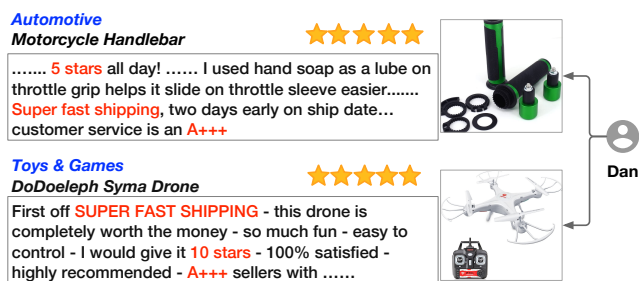 Automotive
Motorcycle Handlebar
....... 5 stars all day! ...... I used hand soap as a lube on
throttle grip helps it slide on throttle sleeve easier.......
Super fast shipping, two days early on ship date...
customer service is an A+++
Dan
Toys & Games
DoDoeleph Syma Drone
First off SUPER FAST SHIPPING - this drone is
completely worth the money - so much fun - easy to
control - I would give it 10 stars - 100% satisfied -
highly recommended - A+++ sellers with ......